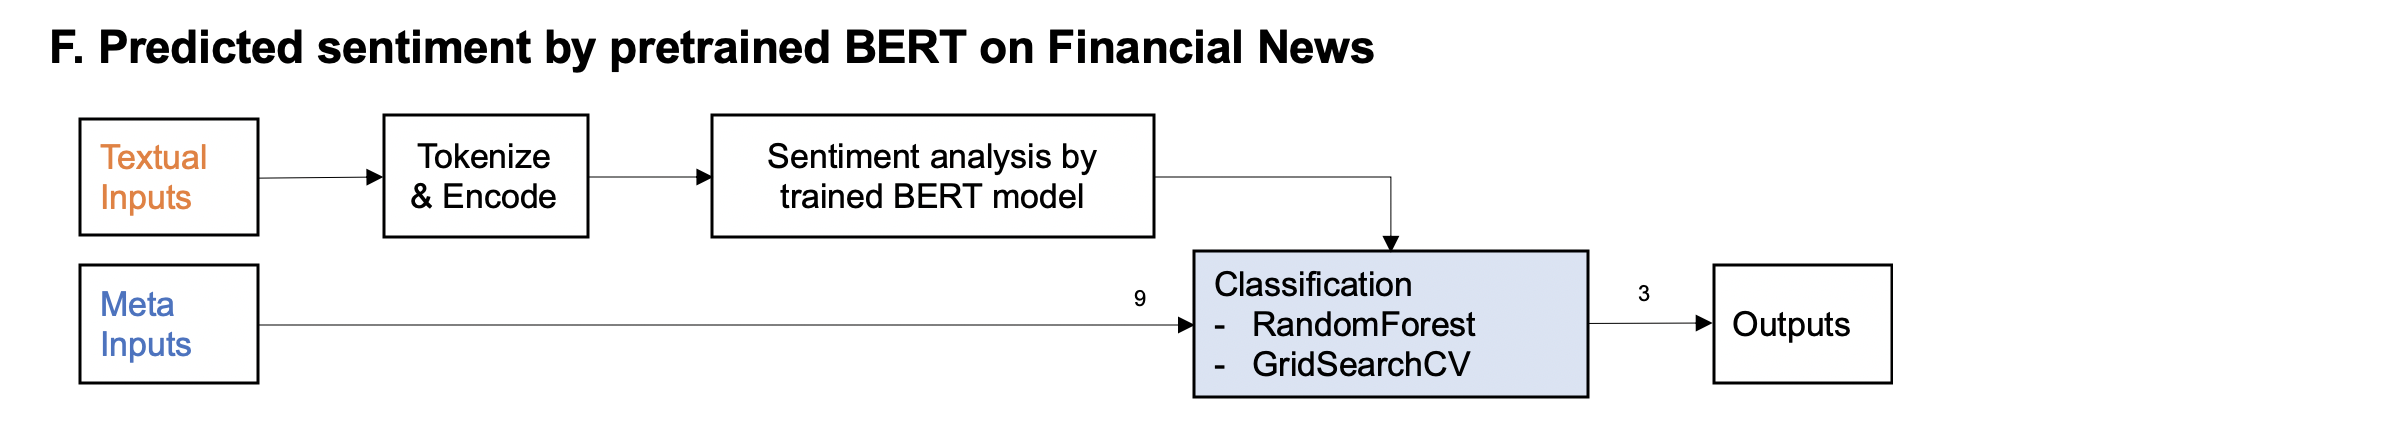 F. Predicted sentiment by pretrained BERT on Financial News
Textual
Inputs
Tokenize
& Encode
Sentiment analysis by
trained BERT model
Meta
Inputs
9
Classification
- RandomForest
- GridSearchCV
3
Outputs